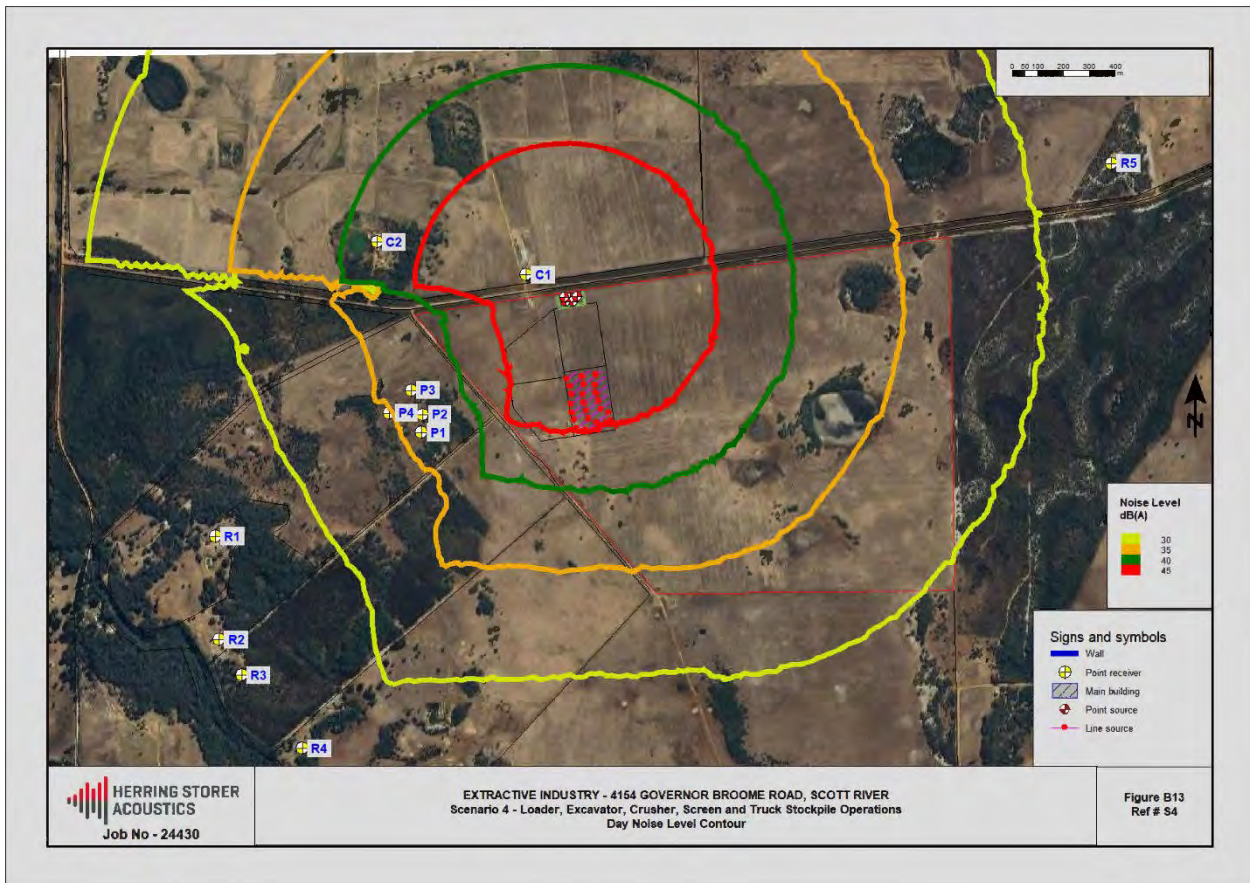 0 50 100 200 300 400
m
R5
C2
C1
P3
P4
P2
P1
R1
R2
R3
R4
N
Noise Level
dB(A)
30
35
40
45
Signs and symbols
Wall
Point receiver
Main building
Point source
Line source
HERRING STORER
ACOUSTICS
Job No - 24430
EXTRACTIVE INDUSTRY - 4154 GOVERNOR BROOME ROAD, SCOTT RIVER
Scenario 4 - Loader, Excavator, Crusher, Screen and Truck Stockpile Operations
Day Noise Level Contour
Figure B13
Ref # S4